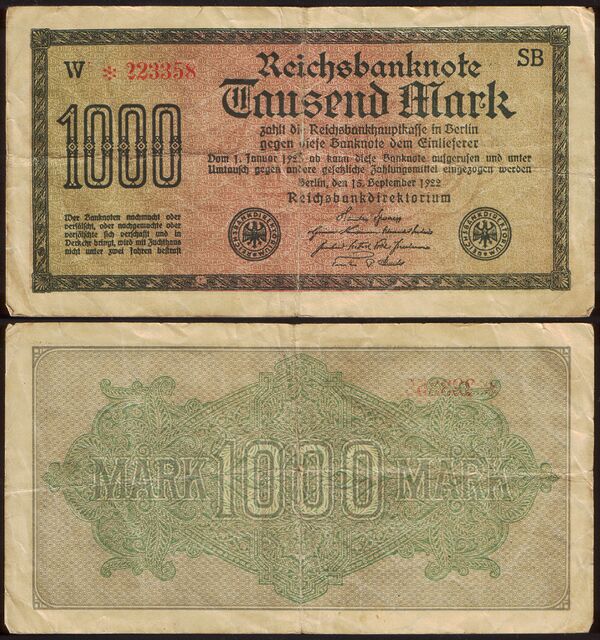 W * 223358
SB
Reichsbanknote
Tausend Mark
1000
zahlt di Reichsbankhauptkasse in Berlin
gegen diese Banknote dem Einlieferer
Vom 1. Januar 1923 ab kann diese Banknote aufgerufen und unter
Umtausch gegen andere gesetzliche Zahlungsmittel eingezogen werden
Berlin, den 15. September 1922
Reichsbankdirektorium
Wer Banknoten nachmacht oder
verfälscht, oder nachgemachte oder
verfälschte sich verschafft und in
Verkehr bringt, wird mit Zuchthaus
nicht unter zwei Jahren bestraft
REICHSBANKDIREKTORIUM
REICHSBANKDIREKTORIUM
MARK 1000 MARK